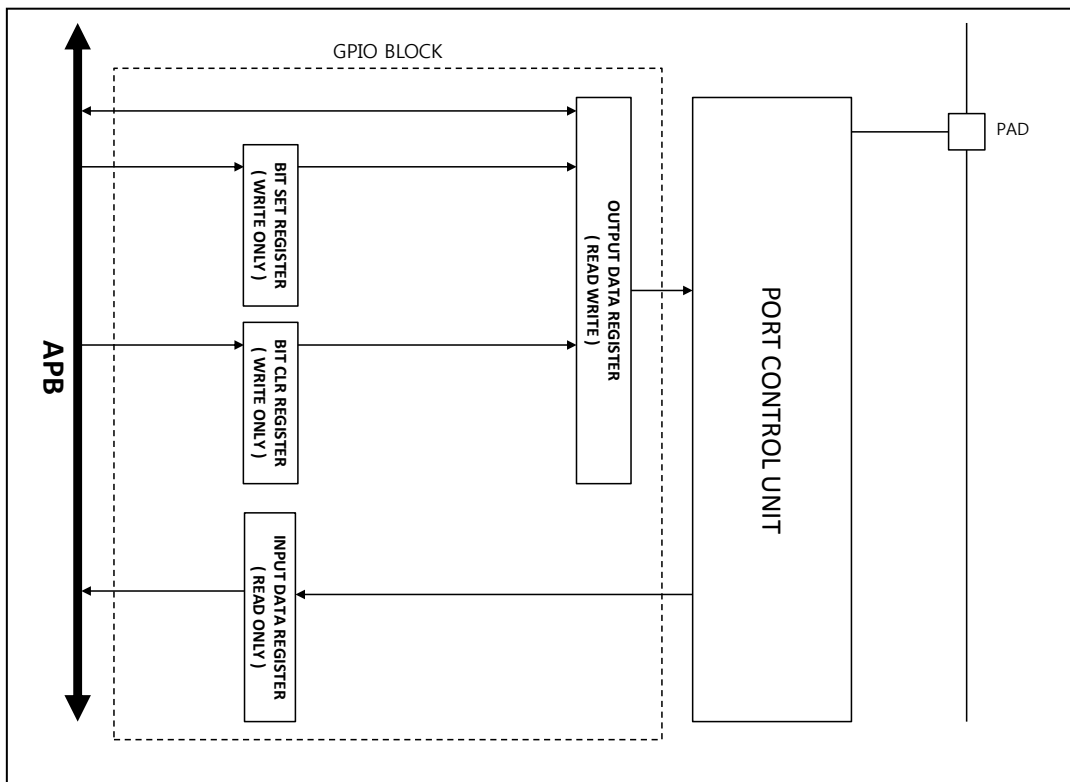 GPIO BLOCK
PAD
BIT SET REGISTER
( WRITE ONLY )
OUTPUT DATA REGISTER
( READ WRITE )
PORT CONTROL UNIT
APB
BIT CLR REGISTER
( WRITE ONLY )
INPUT DATA REGISTER
( READ ONLY )